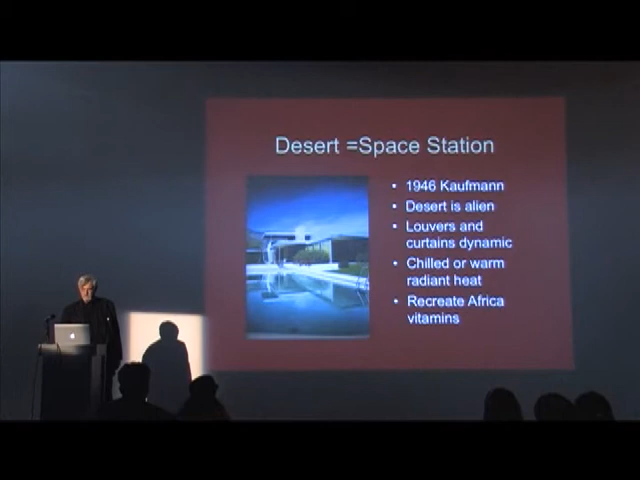 Desert =Space Station
• 1946 Kaufmann
• Desert is alien
• Louvers and
curtains dynamic
• Chilled or warm
radiant heat
• Recreate Africa
vitamins